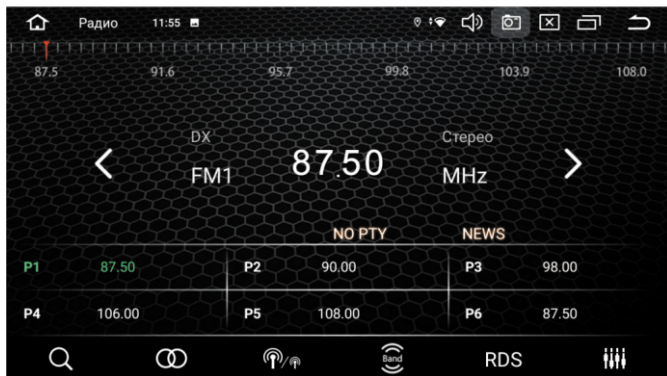 Радио 11:55
87.5 91.6 95.7 99.8 103.9 108.0
DX Стерео
FM1 87.50 MHz
NO PTY NEWS
P1 87.50 P2 90.00 P3 98.00
P4 106.00 P5 108.00 P6 87.50
Band RDS